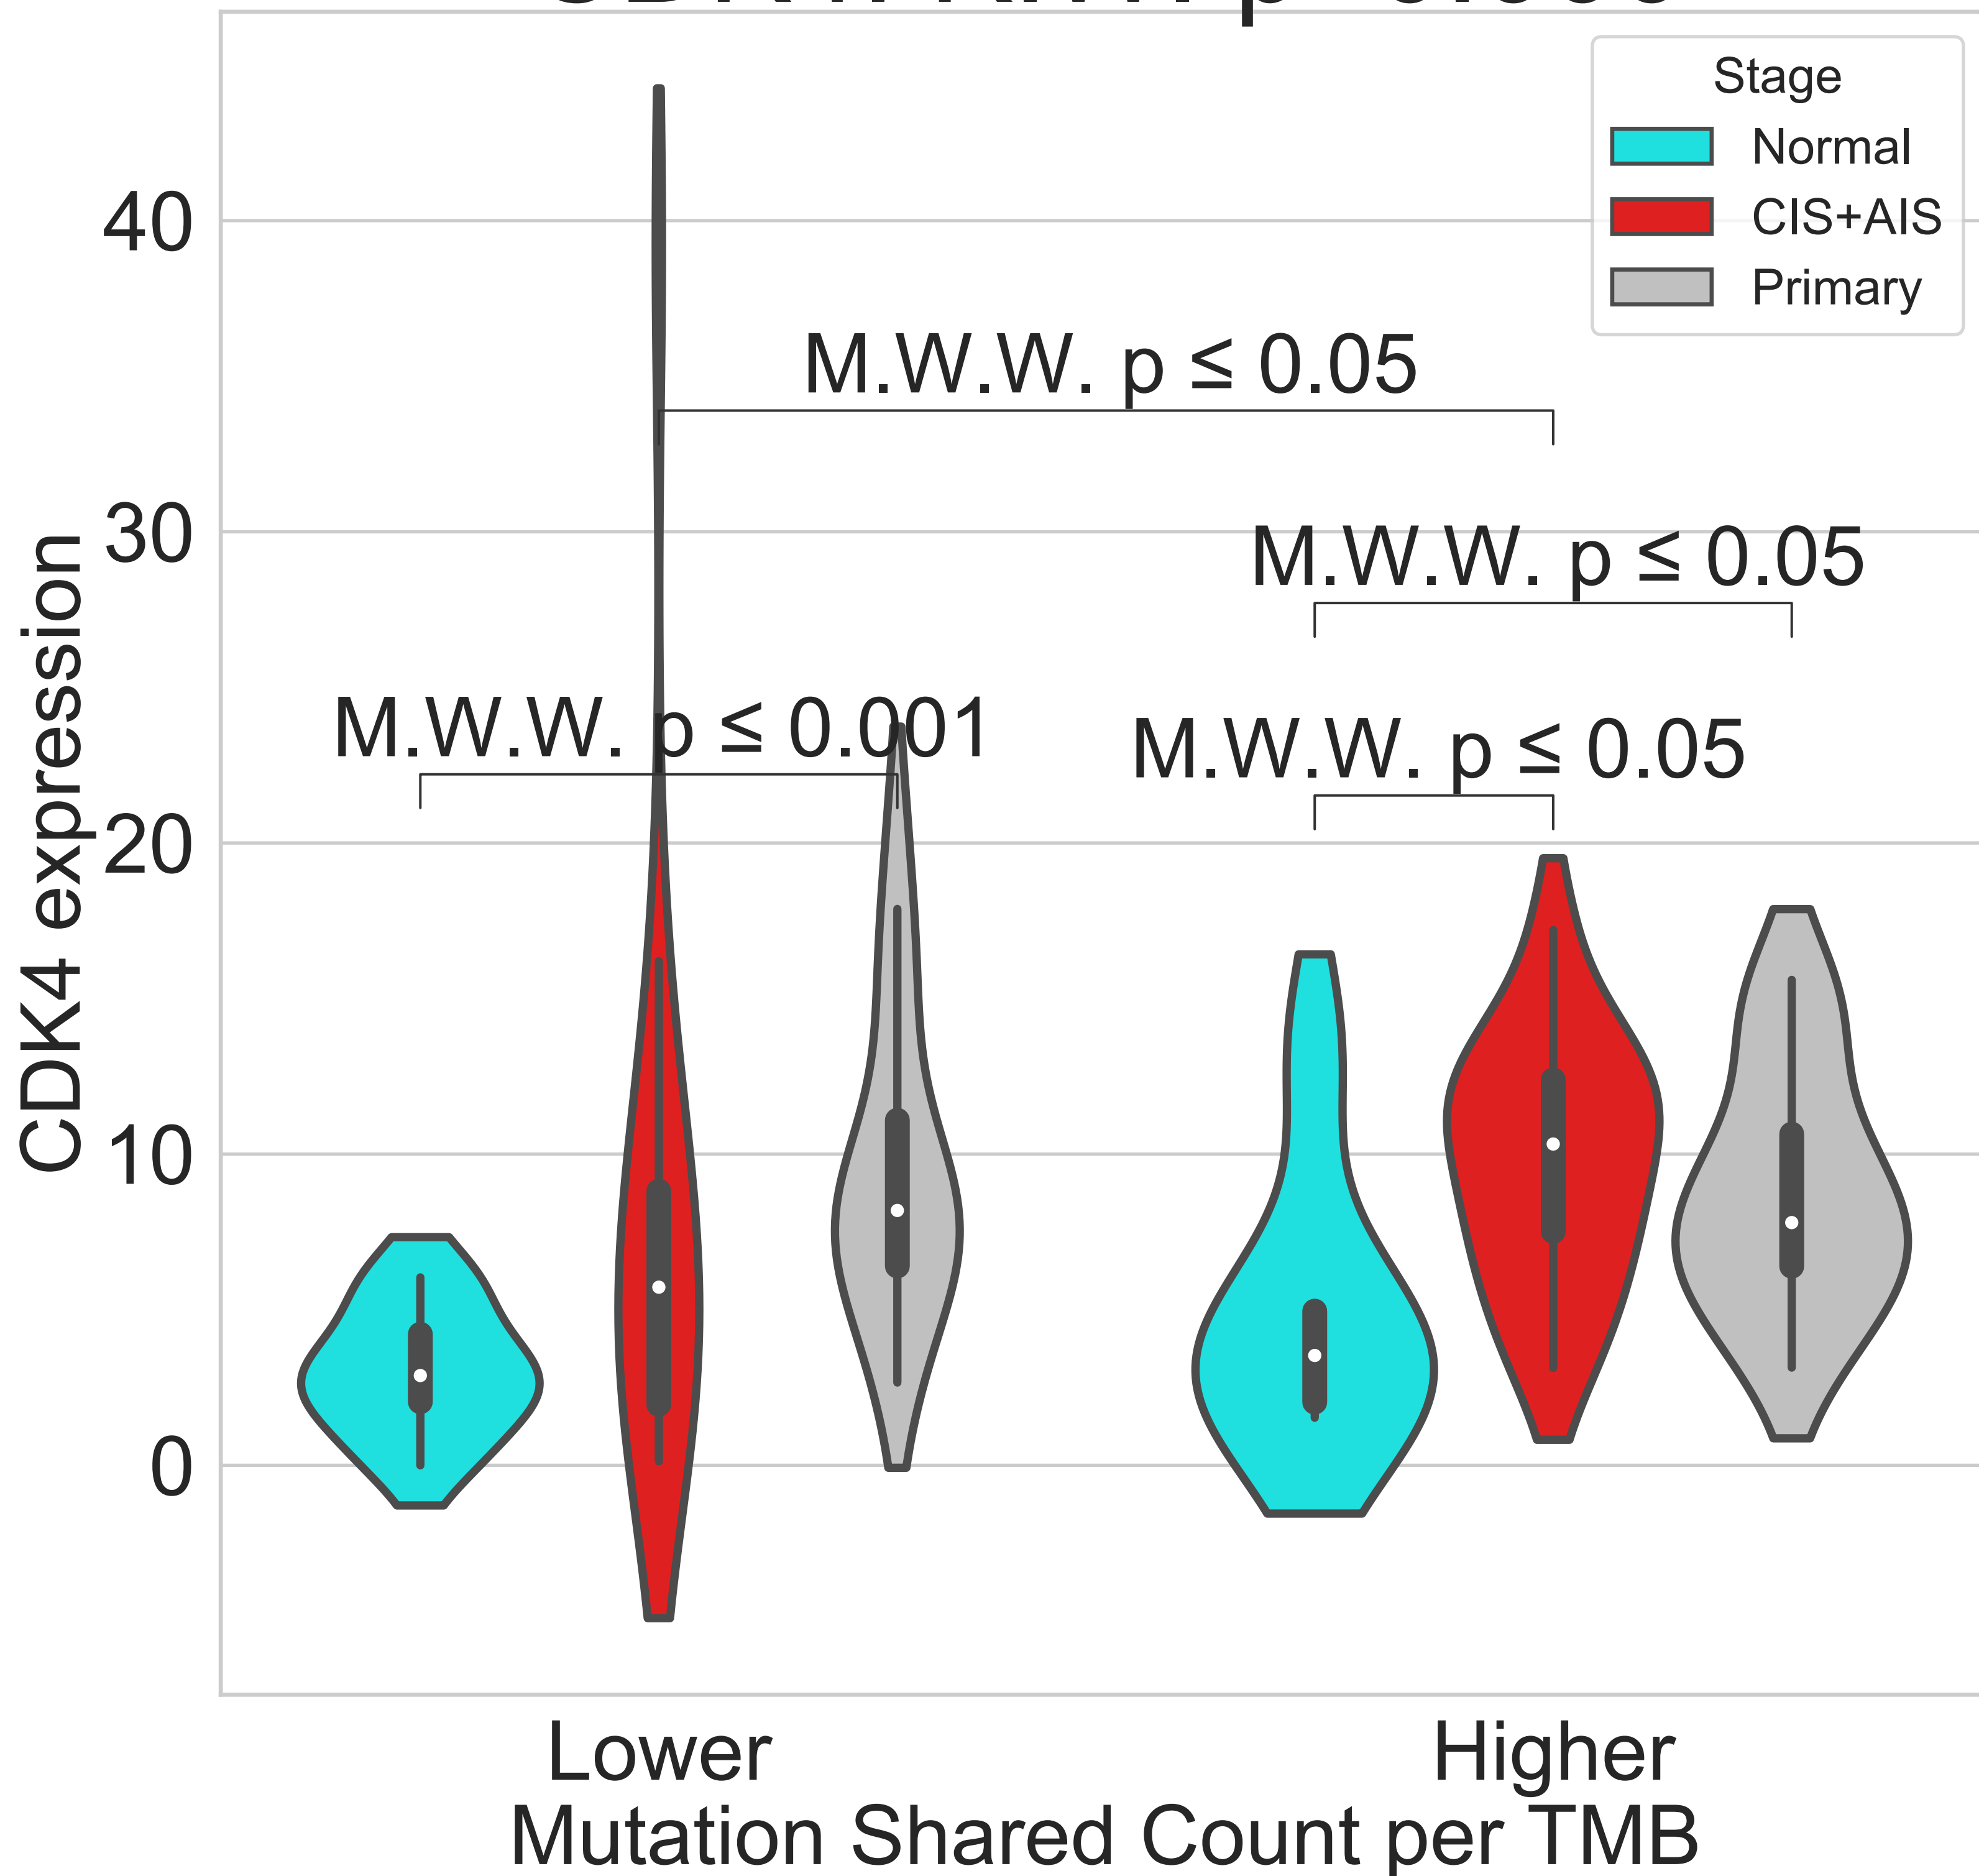 Stage
Normal
CIS+AIS
Primary
40
30
20
10
0
CDK4 expression
M.W.W. p ≤ 0.05
M.W.W. p ≤ 0.05
M.W.W. p ≤ 0.001
M.W.W. p ≤ 0.05
Lower
Higher
Mutation Shared Count per TMB